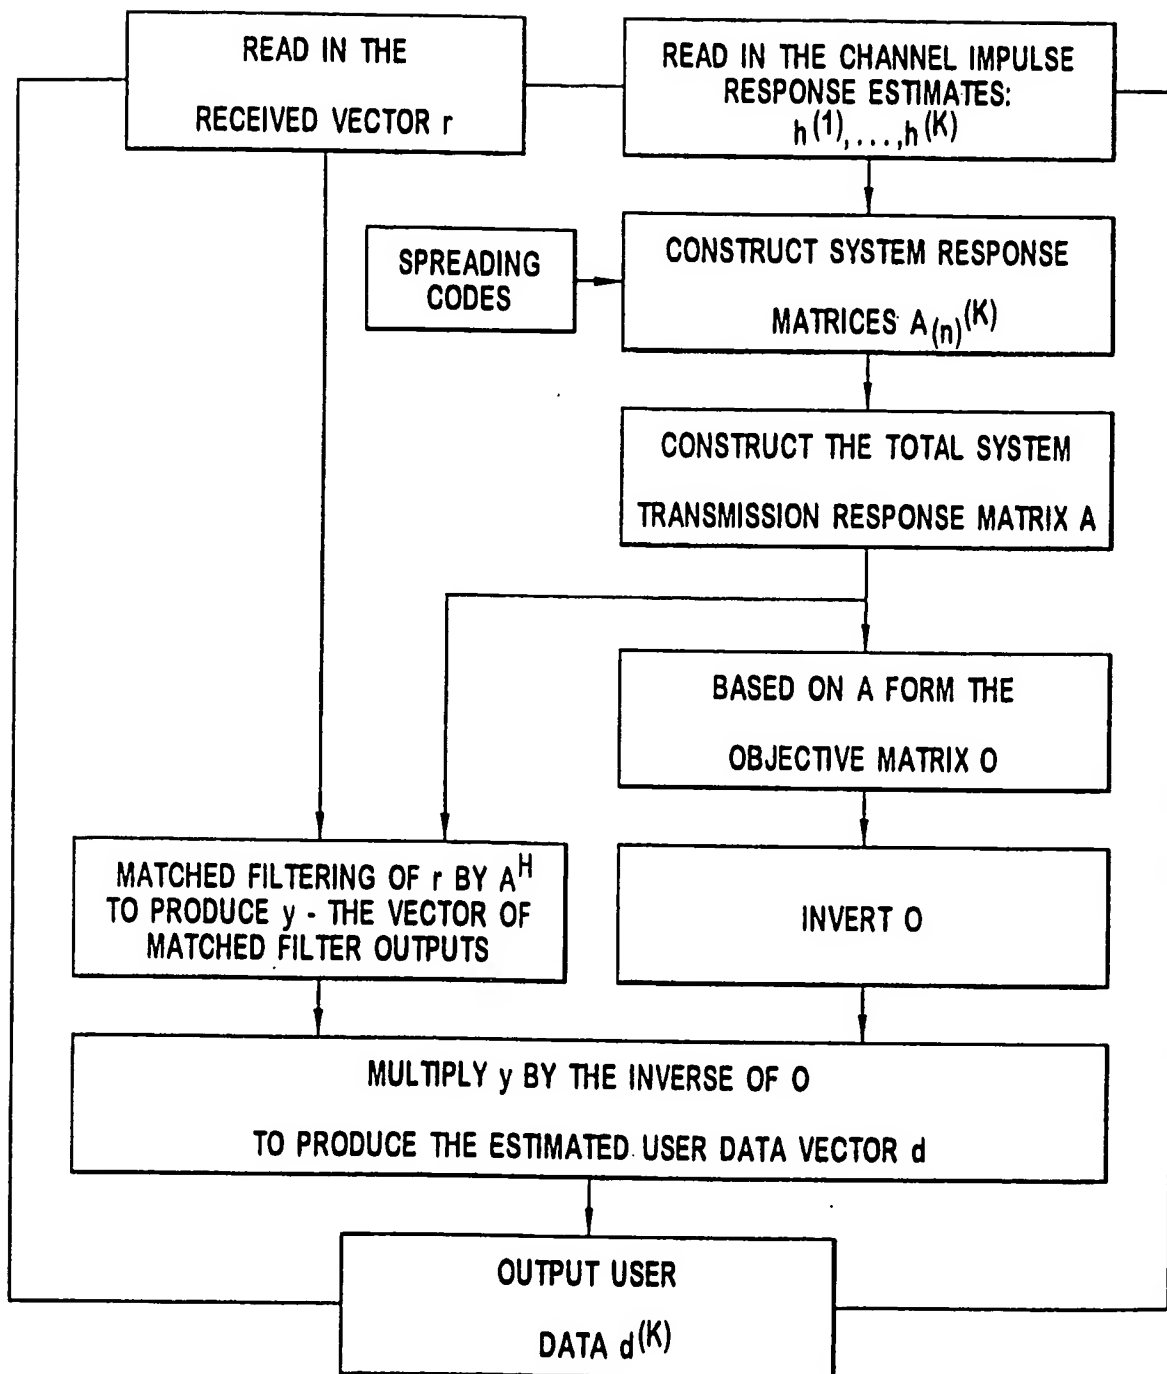 READ IN THE
RECEIVED VECTOR r
READ IN THE CHANNEL IMPULSE
RESPONSE ESTIMATES:
h(1),...,h(K)
SPREADING
CODES
CONSTRUCT SYSTEM RESPONSE
MATRICES A(n)(K)
CONSTRUCT THE TOTAL SYSTEM
TRANSMISSION RESPONSE MATRIX A
BASED ON A FORM THE
OBJECTIVE MATRIX O
MATCHED FILTERING OF r BY A^H
TO PRODUCE y - THE VECTOR OF
MATCHED FILTER OUTPUTS
INVERT O
MULTIPLY y BY THE INVERSE OF O
TO PRODUCE THE ESTIMATED USER DATA VECTOR d
OUTPUT USER
DATA d(K)